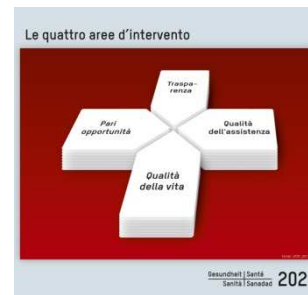 Le quattro aree d'intervento
Traspa-
renza
Pari
opportunità
Qualità
dell'assistenza
Qualità
della vita
Gesundheit | Santé
Sanità | Sanadad
202